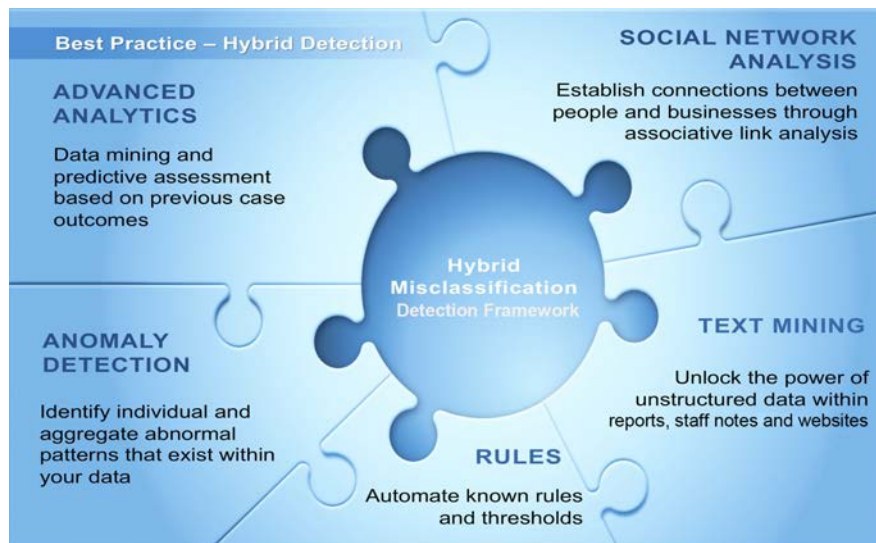 Best Practice – Hybrid Detection
ADVANCED
ANALYTICS
Data mining and
predictive assessment
based on previous case
outcomes
SOCIAL NETWORK
ANALYSIS
Establish connections between
people and businesses through
associative link analysis
Hybrid
Misclassification
Detection Framework
ANOMALY
DETECTION
Identify individual and
aggregate abnormal
patterns that exist within
your data
TEXT MINING
Unlock the power of
unstructured data within
reports, staff notes and websites
RULES
Automate known rules
and thresholds